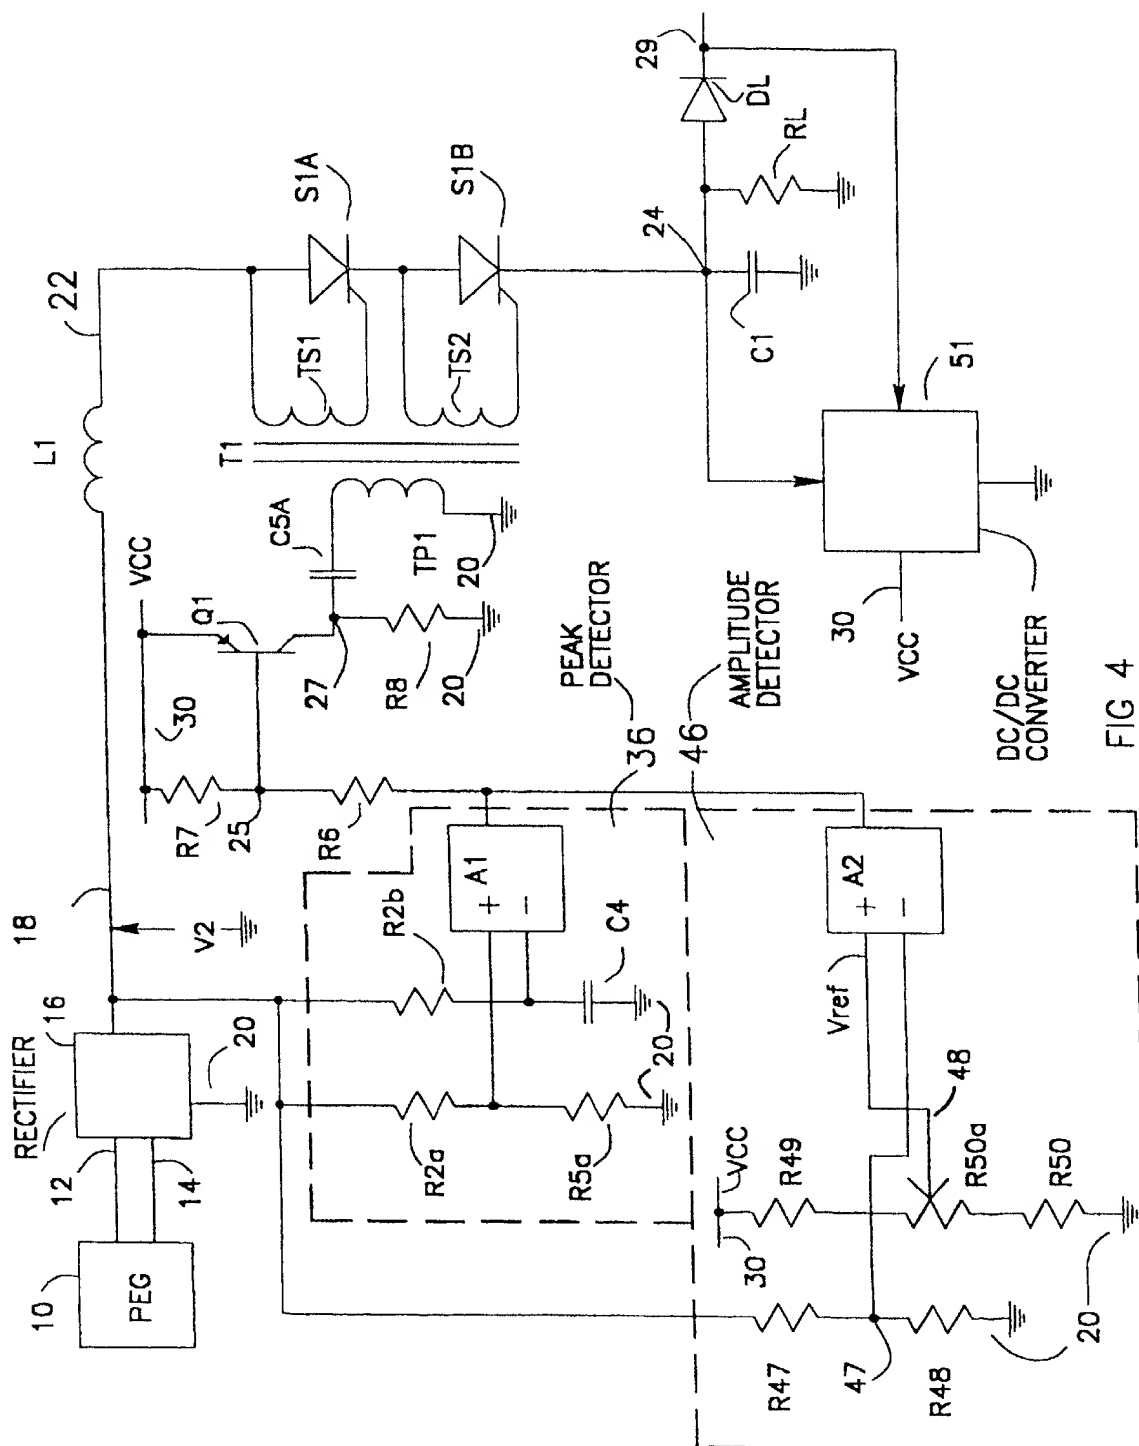 10
PEG
12
14
RECTIFIER
16
20
18
V2
L1
22
R7
30
25
VCC
Q1
27
R8
20
R6
C5A
TP1
20
T1
TS1
TS2
S1A
S1B
24
C1
RL
DL
29
R2a
R5a
20
R2b
C4
A1
+
−
36
PEAK
DETECTOR
46
AMPLITUDE
DETECTOR
R47
47
R48
20
VCC
30
R49
R50a
R50
48
Vref
A2
+
−
VCC
30
51
DC/DC
CONVERTER
FIG 4